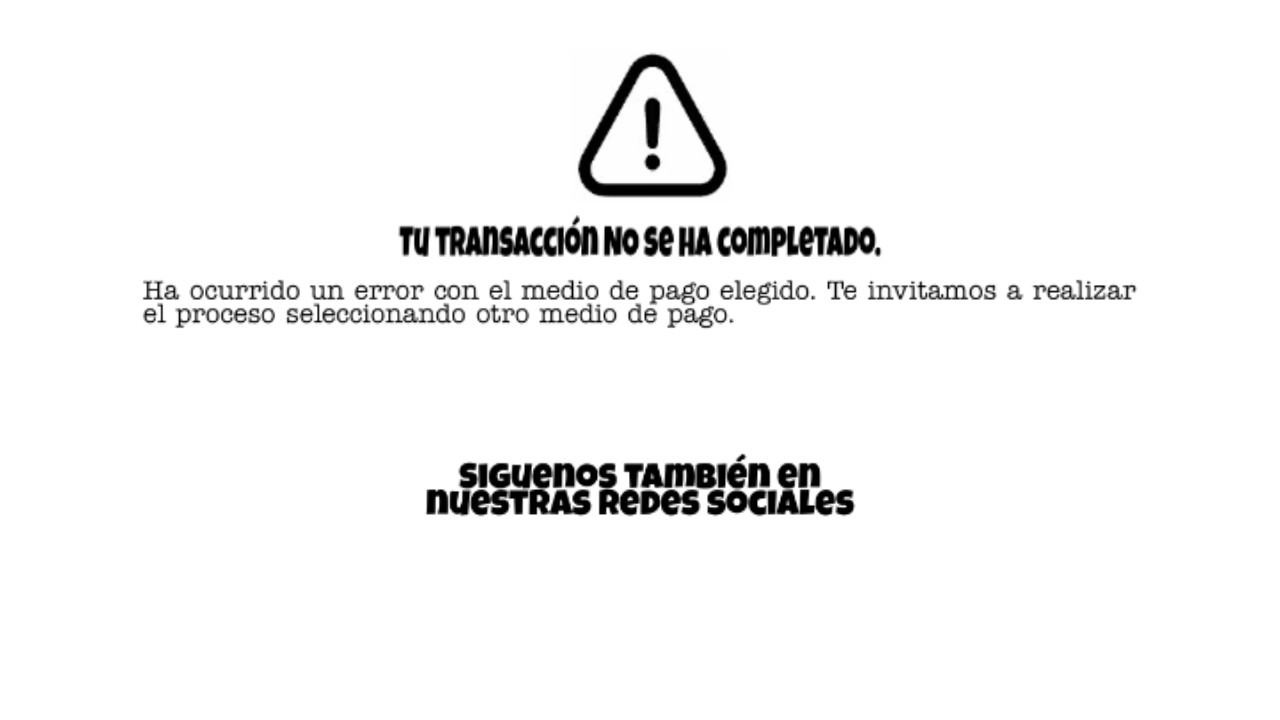 Tu transacción no se ha completado.
Ha ocurrido un error con el medio de pago elegido. Te invitamos a realizar
el proceso seleccionando otro medio de pago.
Siguenos también en
nuestras redes sociales